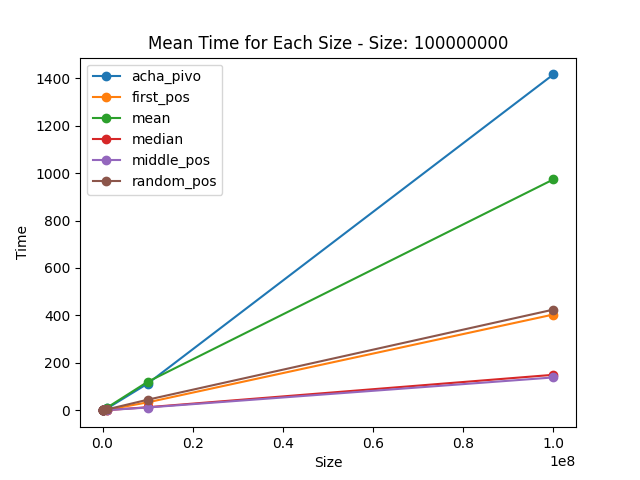 Mean Time for Each Size - Size: 100000000
acha_pivo
first_pos
mean
median
middle_pos
random_pos
Time
1400
1200
1000
800
600
400
200
0
0.0 0.2 0.4 0.6 0.8 1.0
1e8
Size